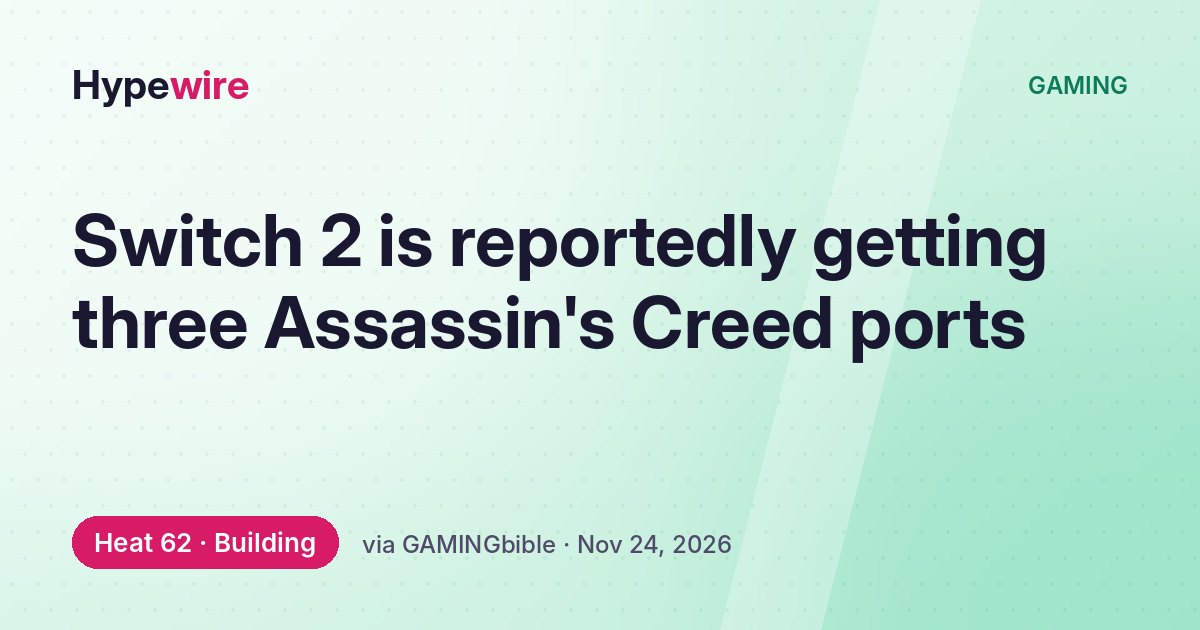 Hypewire
GAMING
Switch 2 is reportedly getting
three Assassin's Creed ports
Heat 62 · Building
via GAMINGbible · Nov 24, 2026